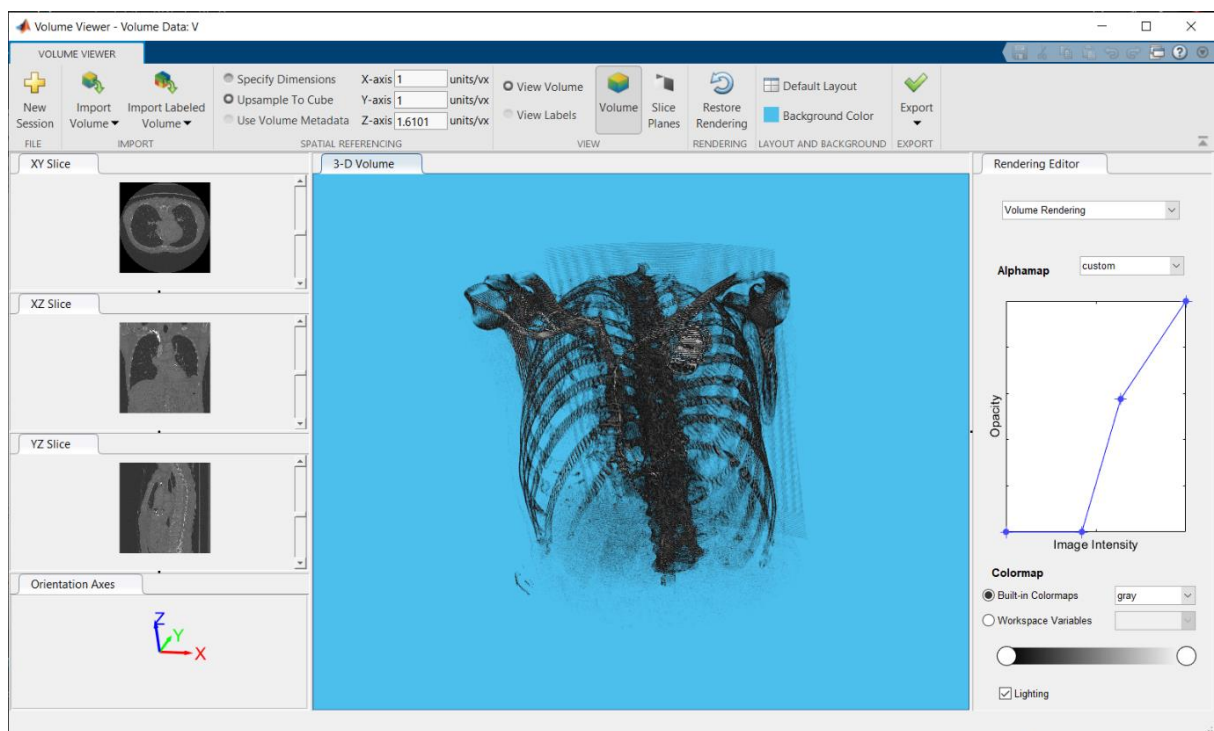 Volume Viewer - Volume Data: V
VOLUME VIEWER
New Session
Import Volume
Import Labeled Volume
Specify Dimensions
Upsample To Cube
Use Volume Metadata
X-axis 1 units/vx
Y-axis 1 units/vx
Z-axis 1.6101 units/vx
View Volume
View Labels
Volume
Slice Planes
Restore Rendering
Default Layout
Background Color
Export
FILE
IMPORT
SPATIAL REFERENCING
VIEW
RENDERING
LAYOUT AND BACKGROUND
EXPORT
XY Slice
XZ Slice
YZ Slice
Orientation Axes
Z
Y
X
3-D Volume
Rendering Editor
Volume Rendering
Alphamap custom
Opacity
Image Intensity
Colormap
Built-in Colormaps gray
Workspace Variables
Lighting